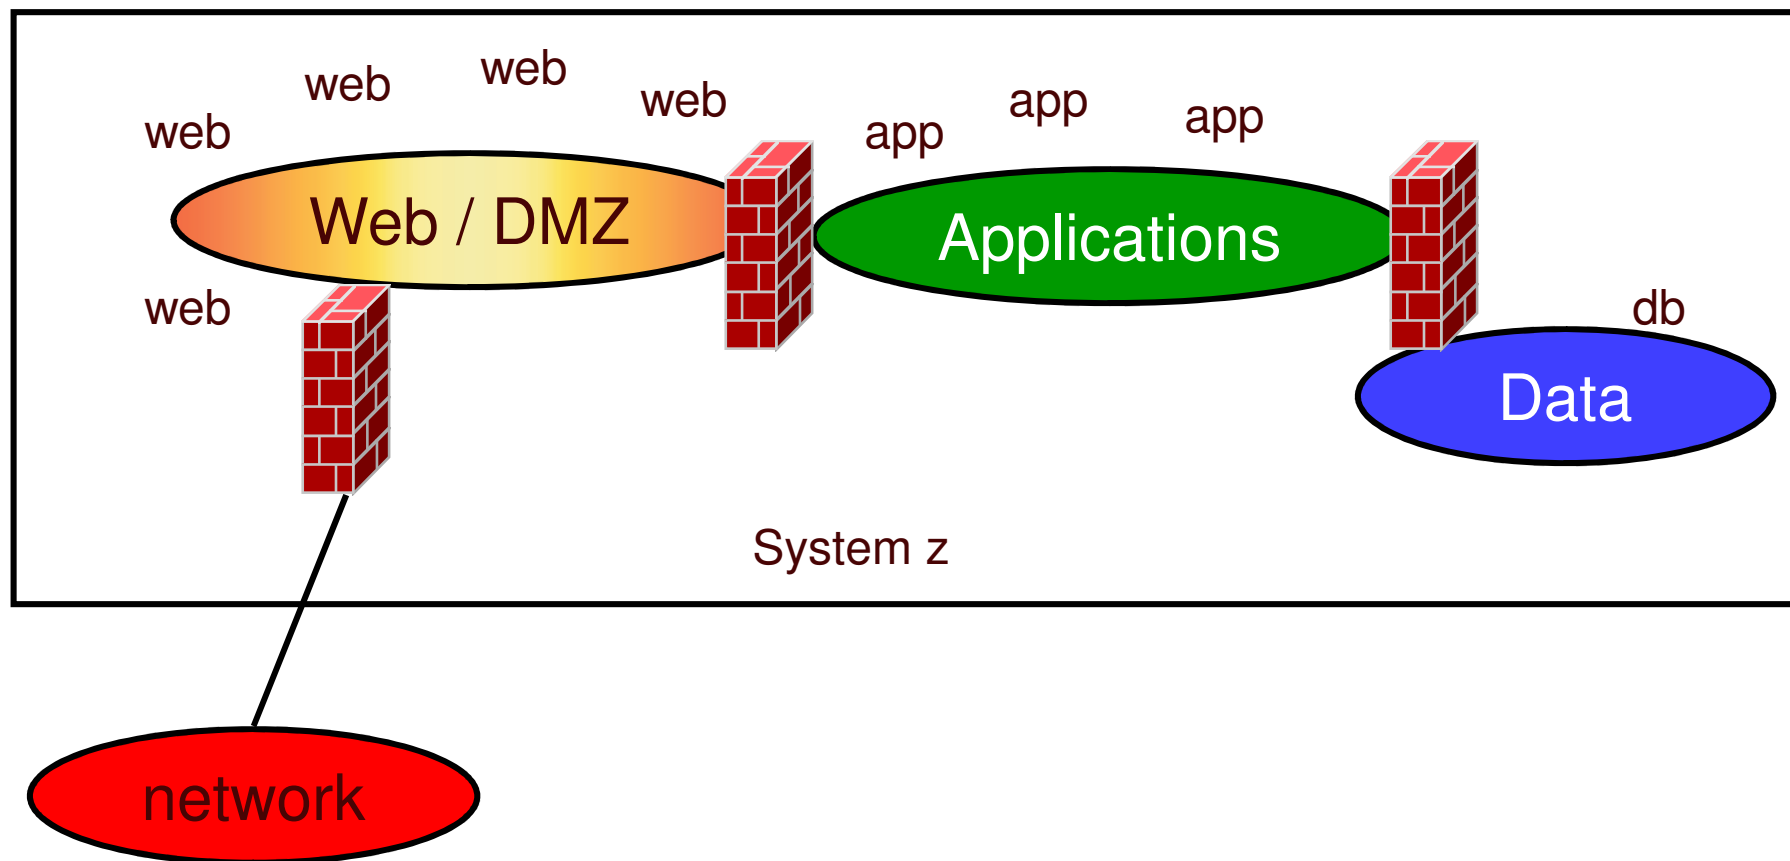 web
web
web
web
app
app
app
Web / DMZ
Applications
web
db
Data
System z
network